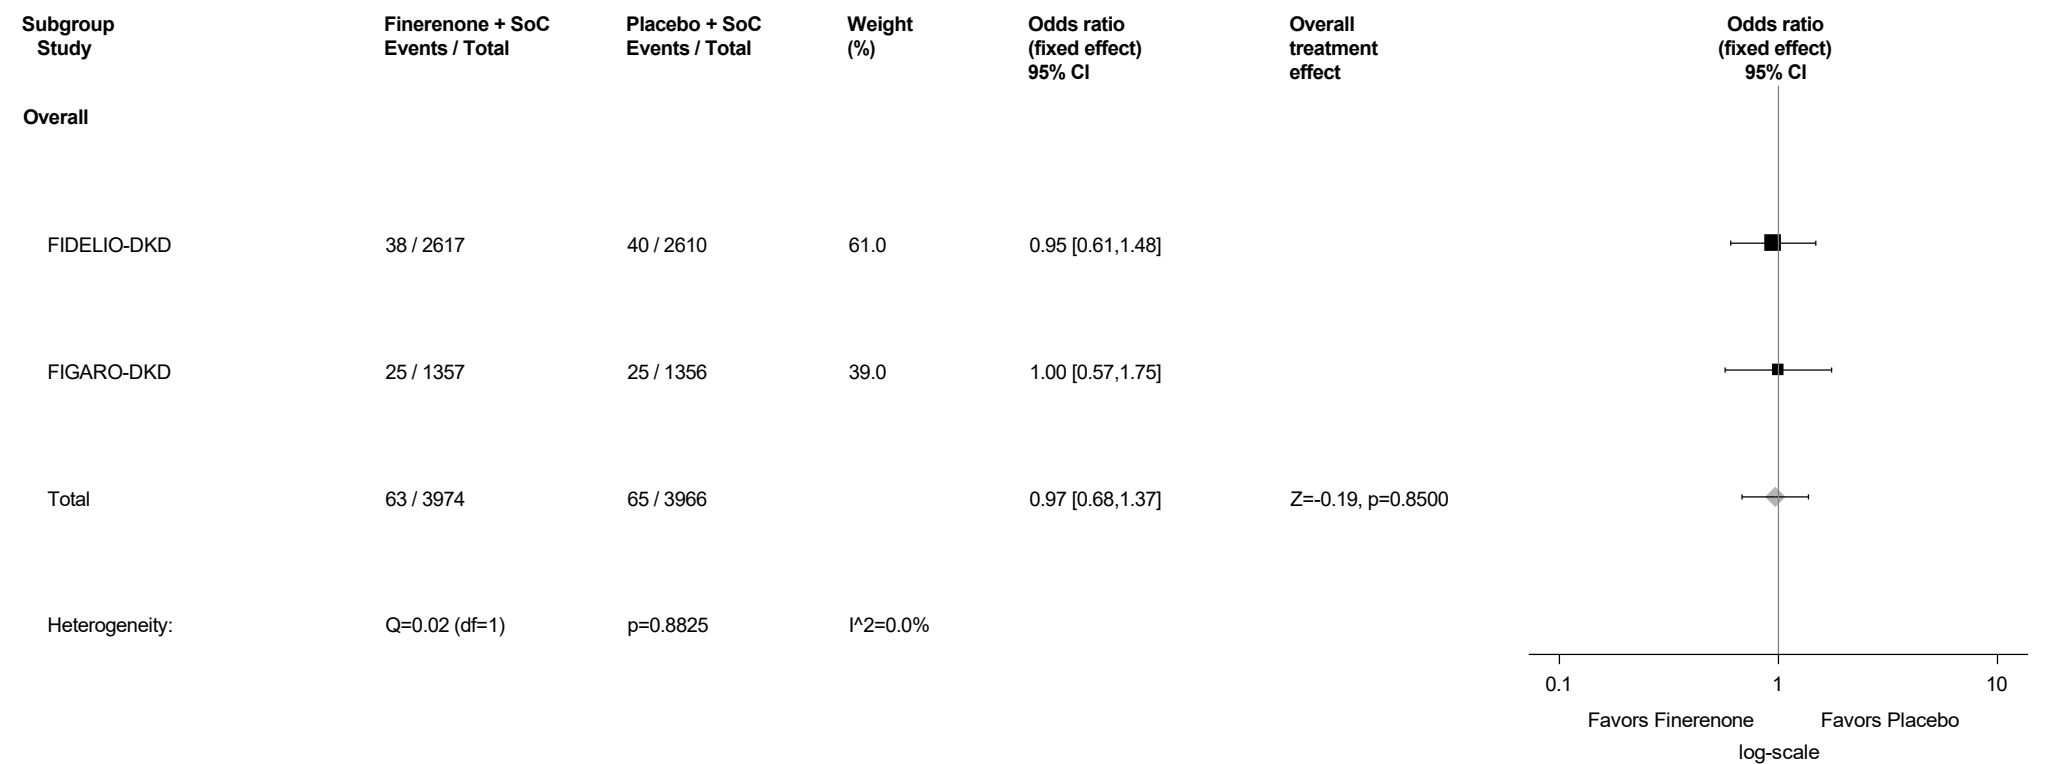 Subgroup Finerenone + SoC Placebo + SoC Weight Odds ratio Overall Odds ratio
Study Events / Total Events / Total (%) (fixed effect) treatment (fixed effect)
95% CI effect 95% CI
Overall
FIDELIO-DKD 38 / 2617 40 / 2610 61.0 0.95 [0.61,1.48]
FIGARO-DKD 25 / 1357 25 / 1356 39.0 1.00 [0.57,1.75]
Total 63 / 3974 65 / 3966 0.97 [0.68,1.37] Z=-0.19, p=0.8500
Heterogeneity: Q=0.02 (df=1) p=0.8825 I^2=0.0%
0.1 1 10
Favors Finerenone Favors Placebo
log-scale